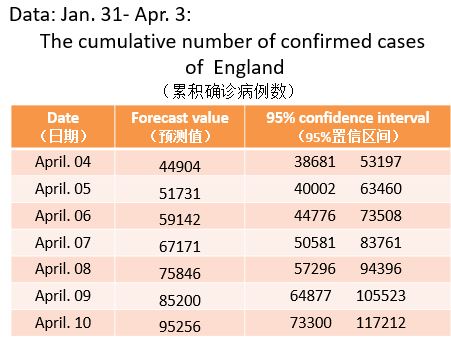 Data: Jan. 31- Apr. 3:
The cumulative number of confirmed cases
of England
（累积确诊病例数）
Date Forecast value 95% confidence interval
（日期） （预测值） （95%置信区间）
April. 04 44904 38681 53197
April. 05 51731 40002 63460
April. 06 59142 44776 73508
April. 07 67171 50581 83761
April. 08 75846 57296 94396
April. 09 85200 64877 105523
April. 10 95256 73300 117212